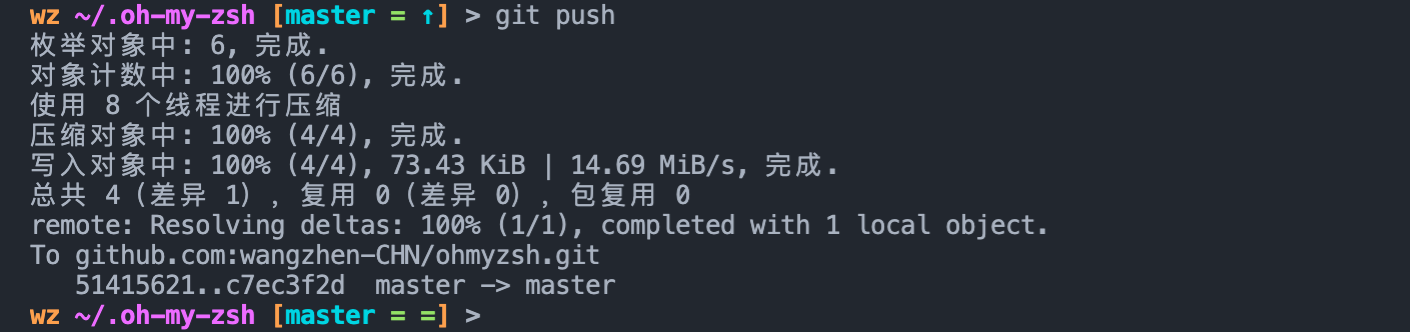 wz ~/.oh-my-zsh [master = ↑] > git push
枚举对象中: 6, 完成.
对象计数中: 100% (6/6), 完成.
使用 8 个线程进行压缩
压缩对象中: 100% (4/4), 完成.
写入对象中: 100% (4/4), 73.43 KiB | 14.69 MiB/s, 完成.
总共 4（差异 1），复用 0（差异 0），包复用 0
remote: Resolving deltas: 100% (1/1), completed with 1 local object.
To github.com:wangzhen-CHN/ohmyzsh.git
   51415621..c7ec3f2d  master -> master
wz ~/.oh-my-zsh [master = =] >